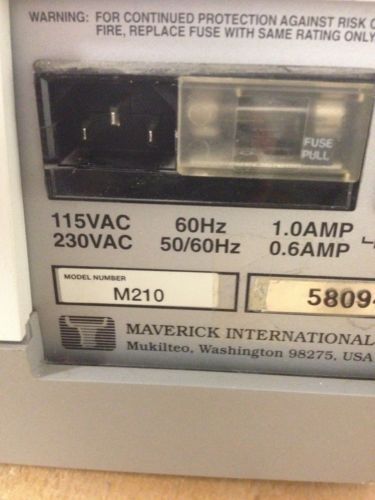 WARNING: FOR CONTINUED PROTECTION AGAINST RISK
FIRE, REPLACE FUSE WITH SAME RATING ONLY
FUSE
PULL
115VAC 60Hz 1.0AMP
230VAC 50/60Hz 0.6AMP
MODEL NUMBER
M210
5809
MAVERICK INTERNATIONAL
Mukilteo, Washington 98275, USA